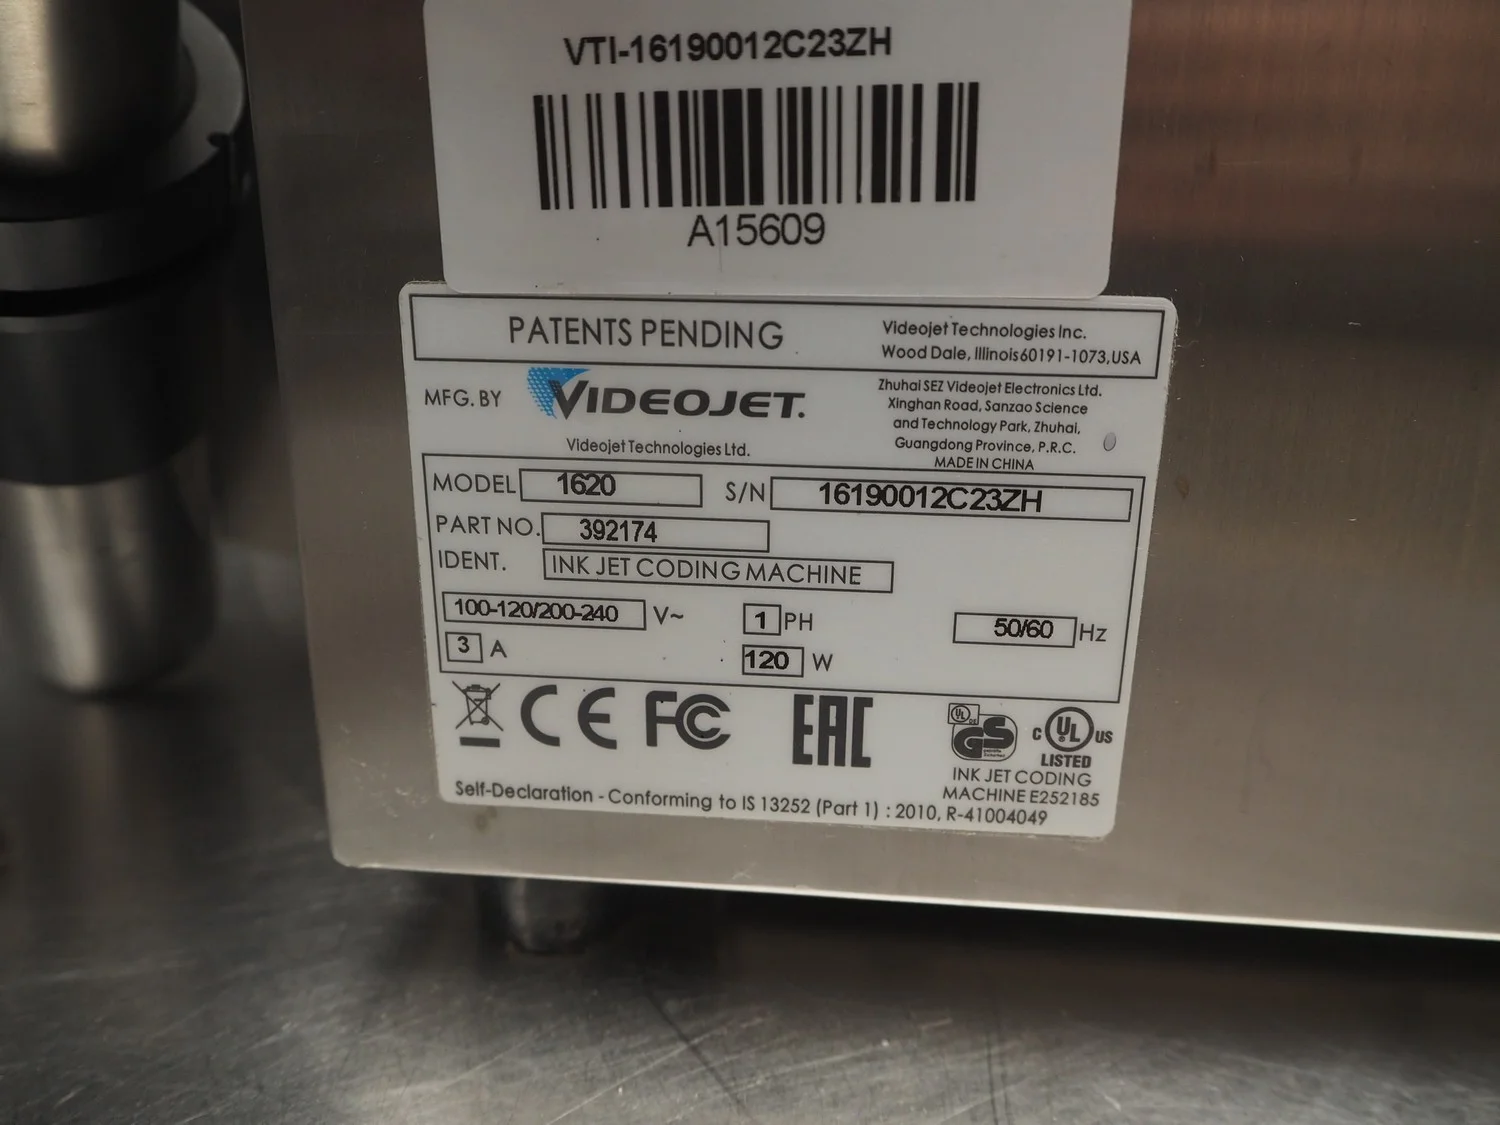 VTI-16190012C23ZH
A15609
PATENTS PENDING
Videojet Technologies Inc.
Wood Dale, Illinois60191-1073,USA
MFG. BY VIDEOJET.
Videojet Technologies Ltd.
Zhuhai SEZ Videojet Electronics Ltd.
Xinghan Road, Sanzao Science
and Technology Park, Zhuhai,
Guangdong Province, P.R.C.
MADE IN CHINA
MODEL 1620 S/N 16190012C23ZH
PART NO. 392174
IDENT. INK JET CODING MACHINE
100-120/200-240 V~ 1 PH 50/60 Hz
3 A 120 W
CE FC EAC
UL GS
C UL US
LISTED
INK JET CODING
MACHINE E252185
Self-Declaration - Conforming to IS 13252 (Part 1) : 2010, R-41004049